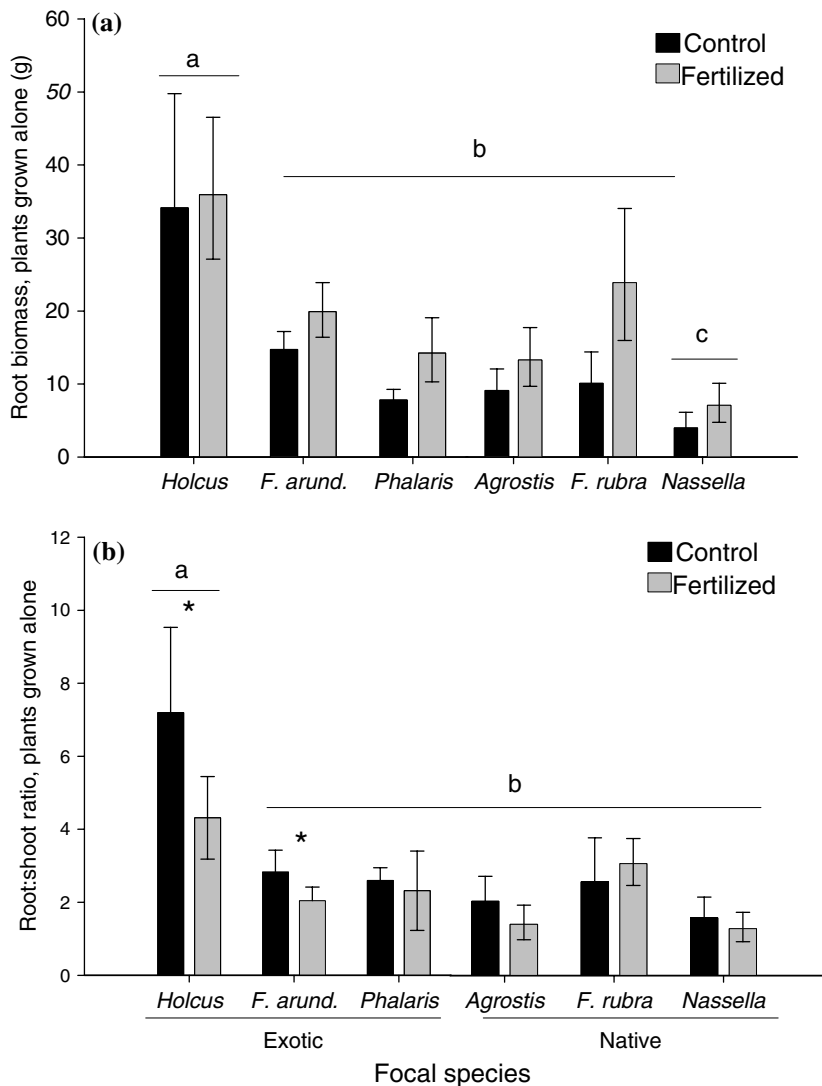 (a)
Root biomass, plants grown alone (g)
60
50
40
30
20
10
0
a
b
c
Control
Fertilized
Holcus F. arund. Phalaris Agrostis F. rubra Nassella
(b)
Root:shoot ratio, plants grown alone
12
10
8
6
4
2
0
Control
Fertilized
a
*
b
*
Holcus F. arund. Phalaris Agrostis F. rubra Nassella
Exotic Native
Focal species